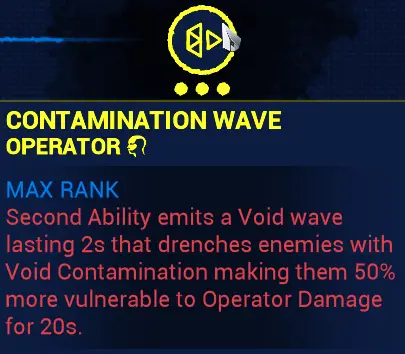 CONTAMINATION WAVE
OPERATOR
MAX RANK
Second Ability emits a Void wave
lasting 2s that drenches enemies with
Void Contamination making them 50%
more vulnerable to Operator Damage
for 20s.